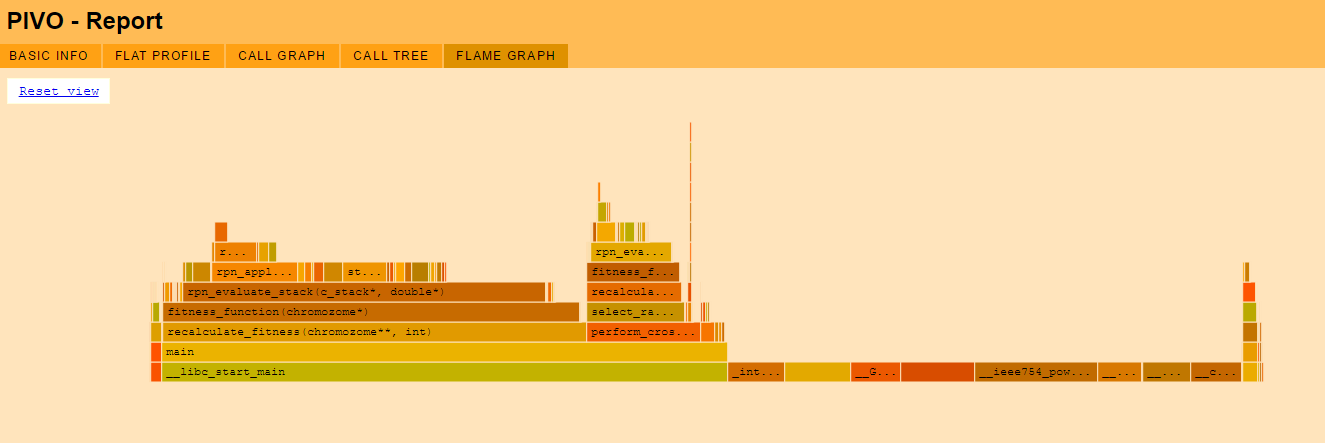 PIVO - Report
BASIC INFO FLAT PROFILE CALL GRAPH CALL TREE FLAME GRAPH
Reset view
r... rpn_eva...
rpn_appl... st... fitness_f...
rpn_evaluate_stack(c_stack*, double*) recalcula...
fitness_function(chromozome*) select_ra...
recalculate_fitness(chromozome**, int) perform_cros...
main
__libc_start_main _int... __G... __ieee754_pow... __... __... __c...